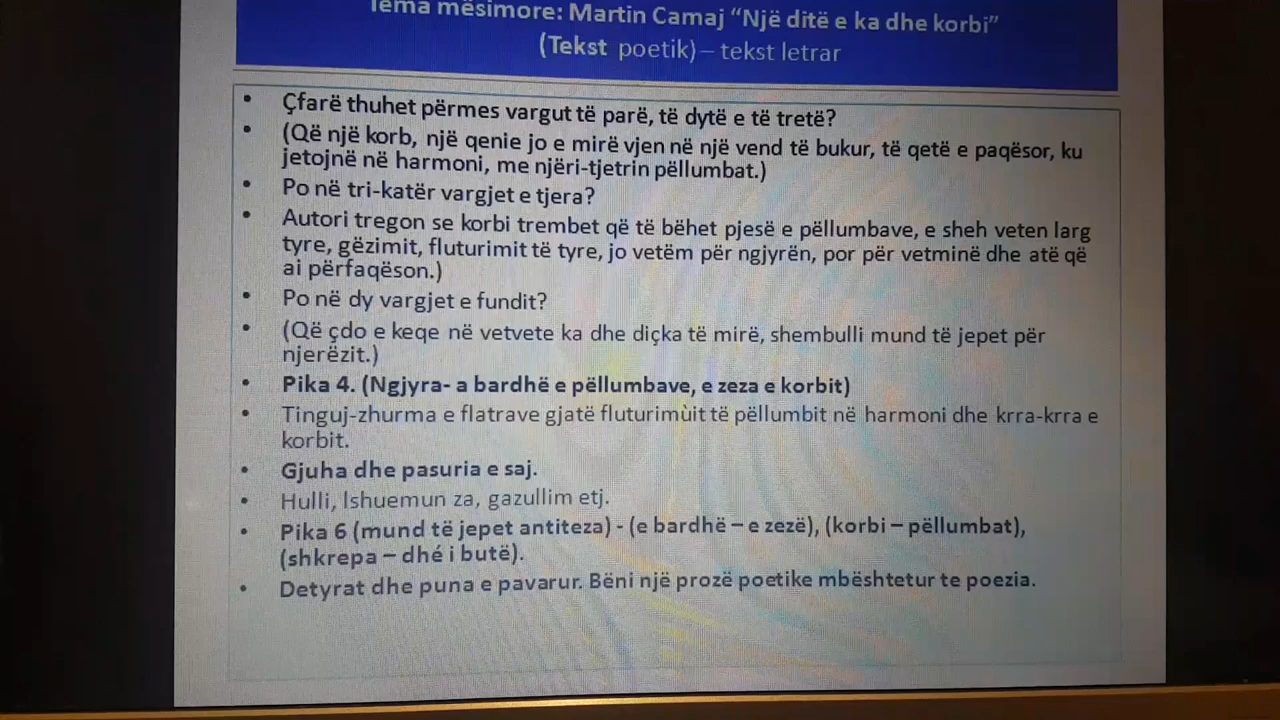 Tema mësimore: Martin Camaj “Një ditë e ka dhe korbi”
(Tekst poetik) – tekst letrar
• Çfarë thuhet përmes vargut të parë, të dytë e të tretë?
• (Që një korb, një qenie jo e mirë vjen në një vend të bukur, të qetë e paqësor, ku
jetojnë në harmoni, me njëri-tjetrin pëllumbat.)
• Po në tri-katër vargjet e tjera?
• Autori tregon se korbi trembet që të bëhet pjesë e pëllumbave, e sheh veten larg
tyre, gëzimit, fluturimit të tyre, jo vetëm për ngjyrën, por për vetminë dhe atë që
ai përfaqëson.)
• Po në dy vargjet e fundit?
• (Që çdo e keqe në vetvete ka dhe diçka të mirë, shembulli mund të jepet për
njerëzit.)
• Pika 4. (Ngjyra- a bardhë e pëllumbave, e zeza e korbit)
• Tinguj-zhurma e flatrave gjatë fluturimùit të pëllumbit në harmoni dhe krra-krra e
korbit.
• Gjuha dhe pasuria e saj.
• Hulli, lshuemun za, gazullim etj.
• Pika 6 (mund të jepet antiteza) - (e bardhë – e zezë), (korbi – pëllumbat),
(shkrepa – dhé i butë).
• Detyrat dhe puna e pavarur. Bëni një prozë poetike mbështetur te poezia.